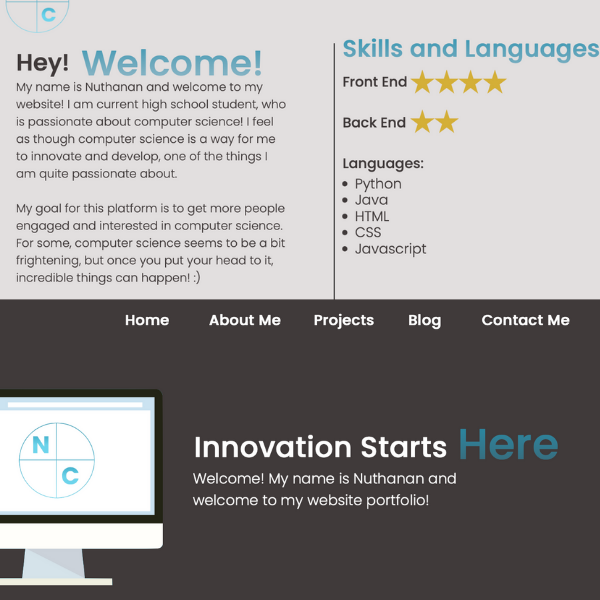 C
Hey! Welcome!
My name is Nuthanan and welcome to my
website! I am current high school student, who
is passionate about computer science! I feel
as though computer science is a way for me
to innovate and develop, one of the things I
am quite passionate about.
My goal for this platform is to get more people
engaged and interested in computer science.
For some, computer science seems to be a bit
frightening, but once you put your head to it,
incredible things can happen! :)
Skills and Languages
Front End
Back End
Languages:
• Python
• Java
• HTML
• CSS
• Javascript
Home About Me Projects Blog Contact Me
N
C
Innovation Starts Here
Welcome! My name is Nuthanan and
welcome to my website portfolio!